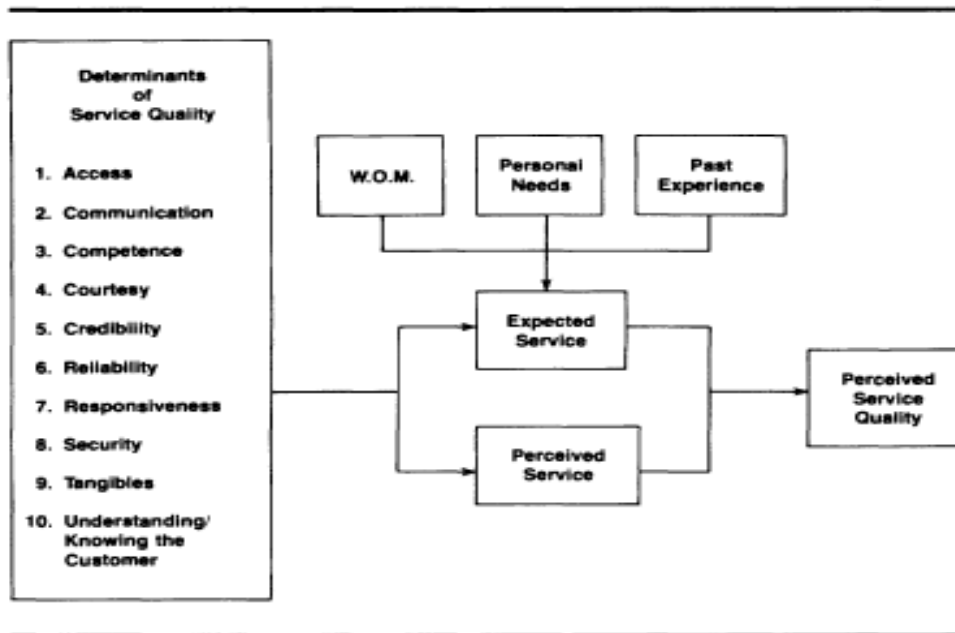 Determinants
of
Service Quality
1. Access
2. Communication
3. Competence
4. Courtesy
5. Credibility
6. Reliability
7. Responsiveness
8. Security
9. Tangibles
10. Understanding/
Knowing the
Customer
W.O.M.
Personal
Needs
Past
Experience
Expected
Service
Perceived
Service
Perceived
Service
Quality